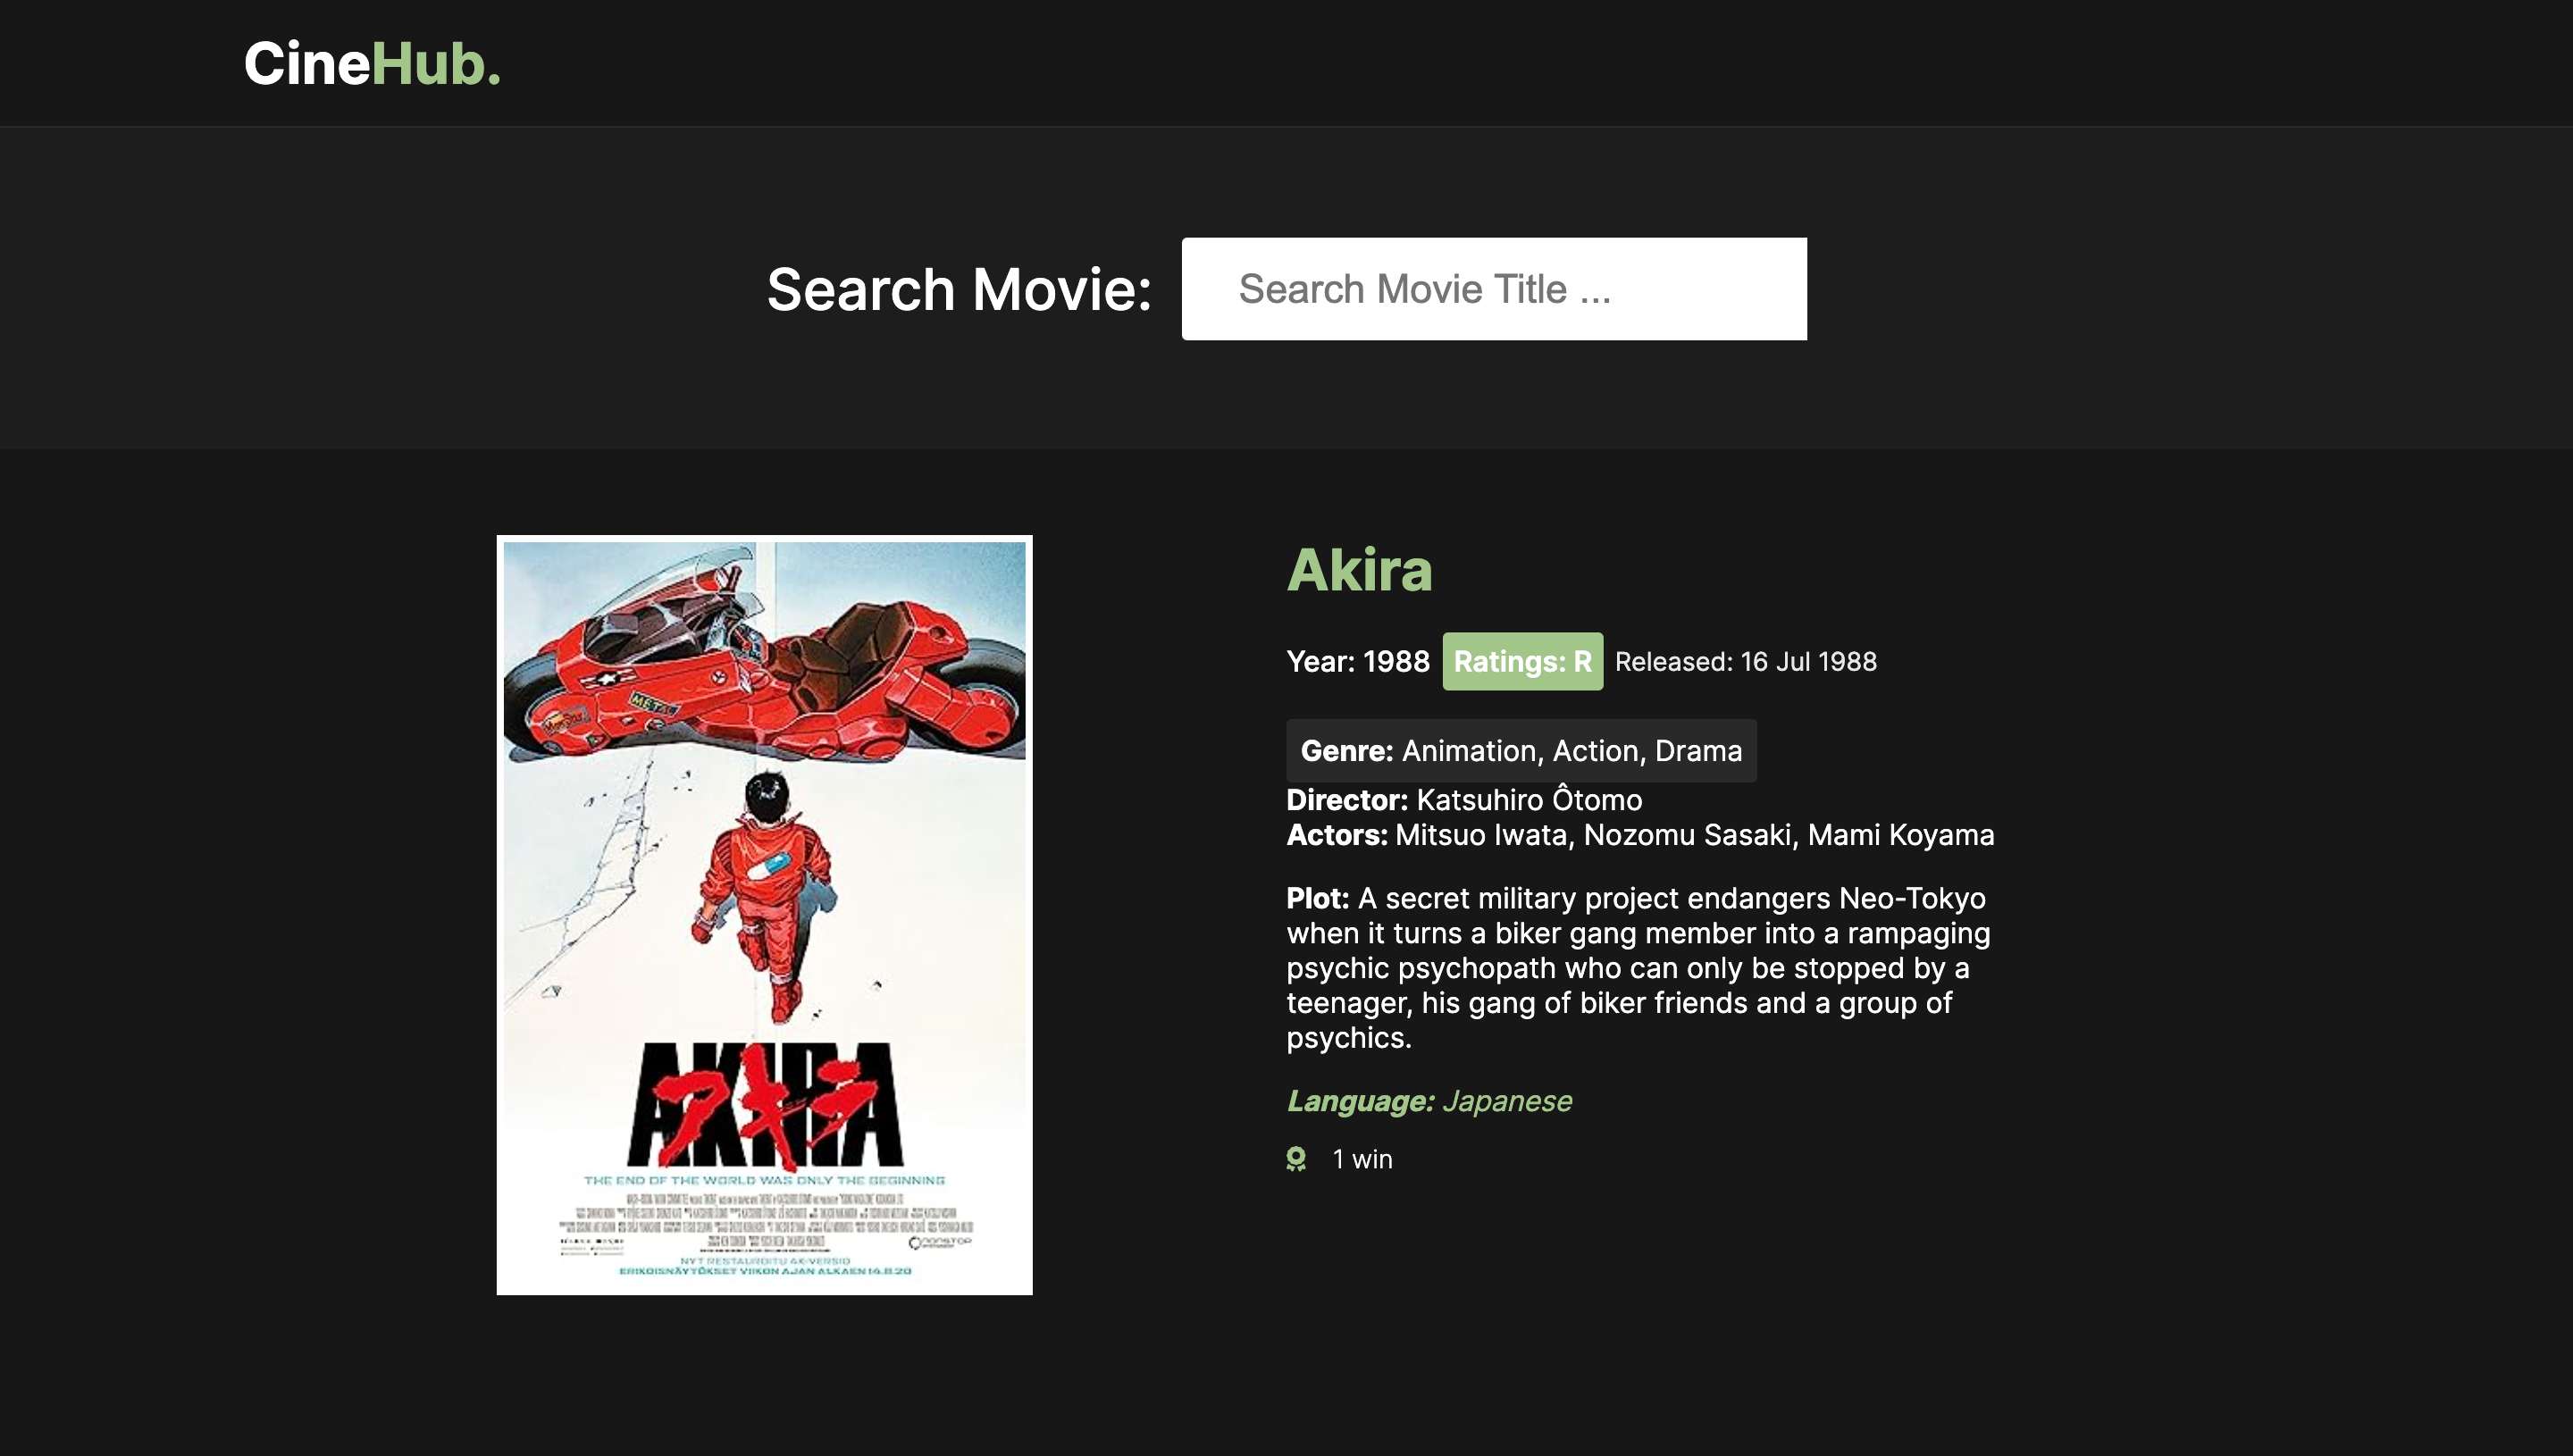 CineHub.
Search Movie:
Search Movie Title ...
METAL
AKIRA
アキラ
THE END OF THE WORLD WAS ONLY THE BEGINNING
NONSTOP
NYT RESTAUROITU 4K-VERSIO
ERIKOISNÄYTÖKSET VIIKON AJAN ALKAEN 14.8.20
Akira
Year: 1988
Ratings: R
Released: 16 Jul 1988
Genre: Animation, Action, Drama
Director: Katsuhiro Ôtomo
Actors: Mitsuo Iwata, Nozomu Sasaki, Mami Koyama
Plot: A secret military project endangers Neo-Tokyo
when it turns a biker gang member into a rampaging
psychic psychopath who can only be stopped by a
teenager, his gang of biker friends and a group of
psychics.
Language: Japanese
1 win